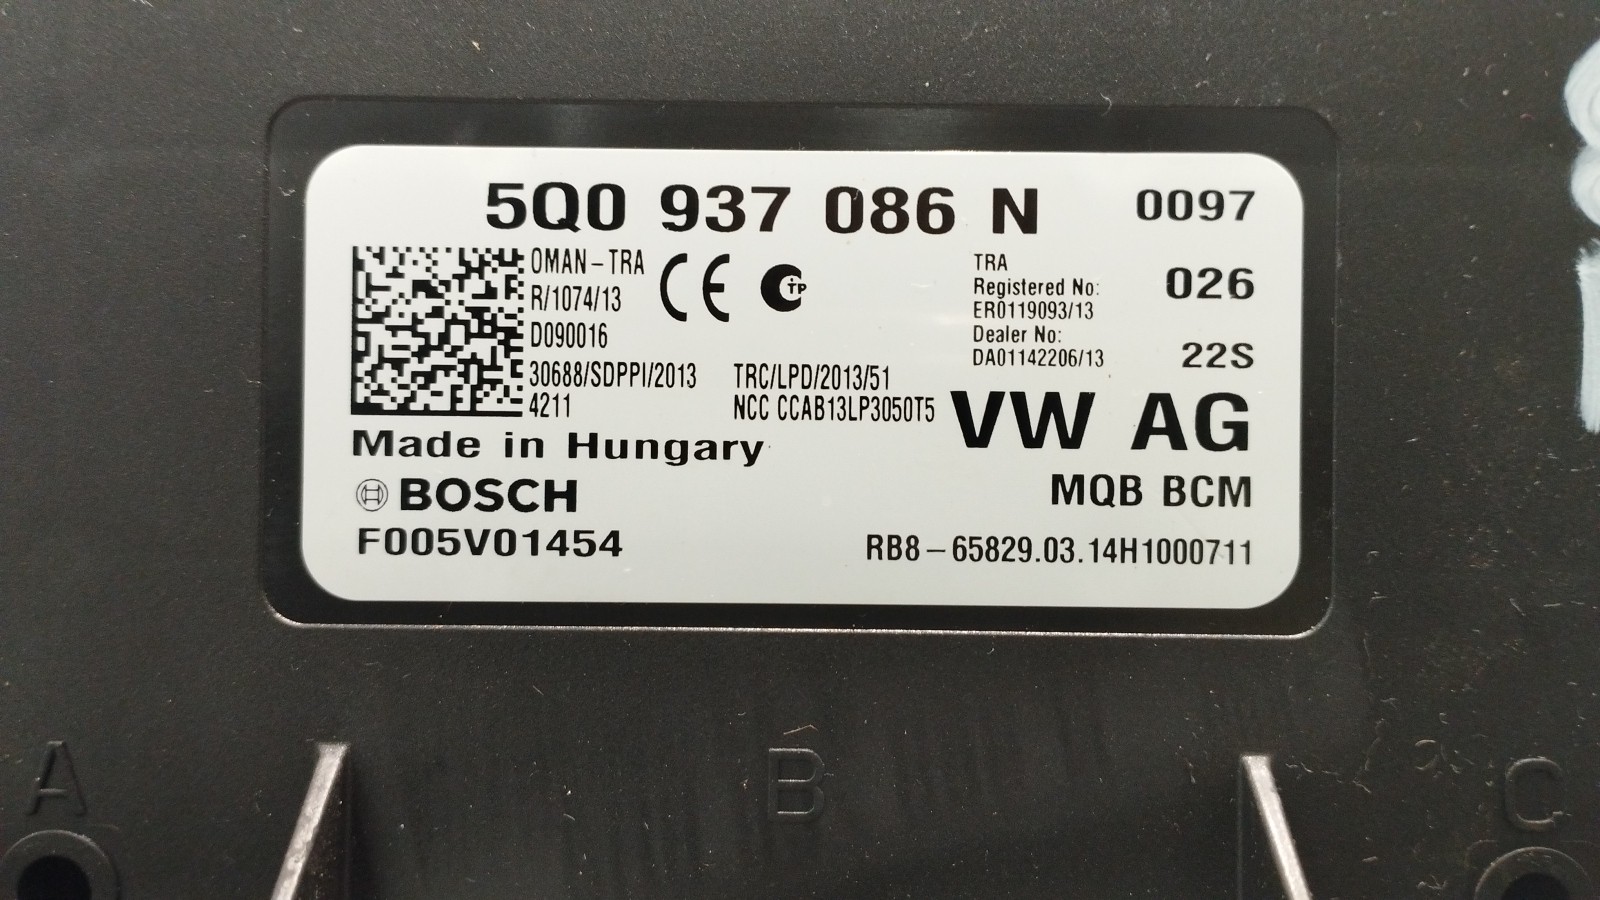 5Q0 937 086 N 0097
OMAN-TRA
R/1074/13
D090016
30688/SDPPI/2013
4211
CE
TP
TRC/LPD/2013/51
NCC CCAB13LP3050T5
TRA
Registered No:
ER0119093/13
Dealer No:
DA01142206/13
026
22S
VW AG
Made in Hungary
MQB BCM
BOSCH
F005V01454
RB8-65829.03.14H1000711
A B C